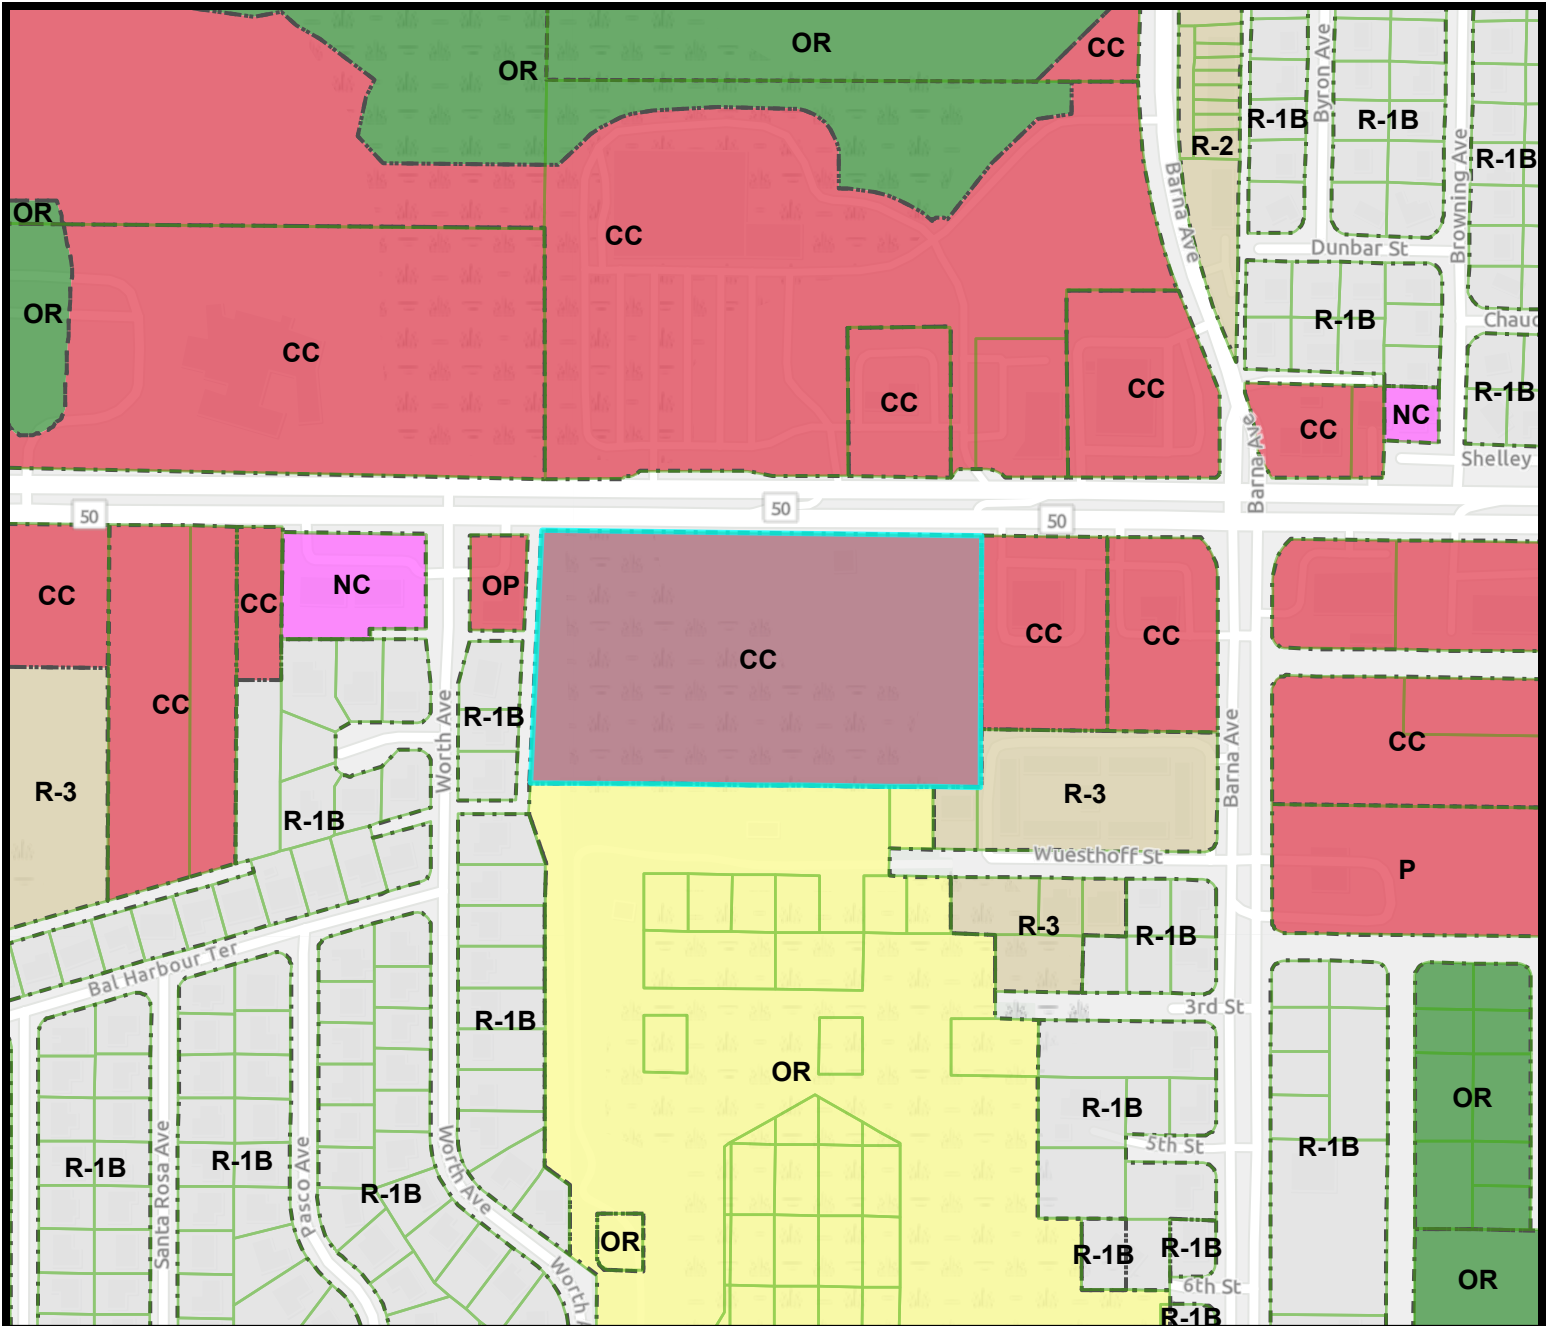 OR
CC
OR
Byron Ave
R-1B
R-1B
R-2
R-1B
Browning Ave
OR
Barna Ave
CC
Dunbar St
OR
R-1B
Chauc
CC
CC
CC
R-1B
NC
CC
Barna Ave
Shelley
50
50
50
NC
OP
CC
CC
CC
CC
CC
CC
CC
R-1B
Worth Ave
CC
Barna Ave
R-3
R-3
R-1B
Wuesthoff St
P
R-3
R-1B
Bal Harbour Ter
3rd St
R-1B
OR
OR
R-1B
5th St
R-1B
Santa Rosa Ave
R-1B
Pasco Ave
R-1B
Worth Ave
R-1B
OR
R-1B
R-1B
OR
Worth
6th St
R-1B